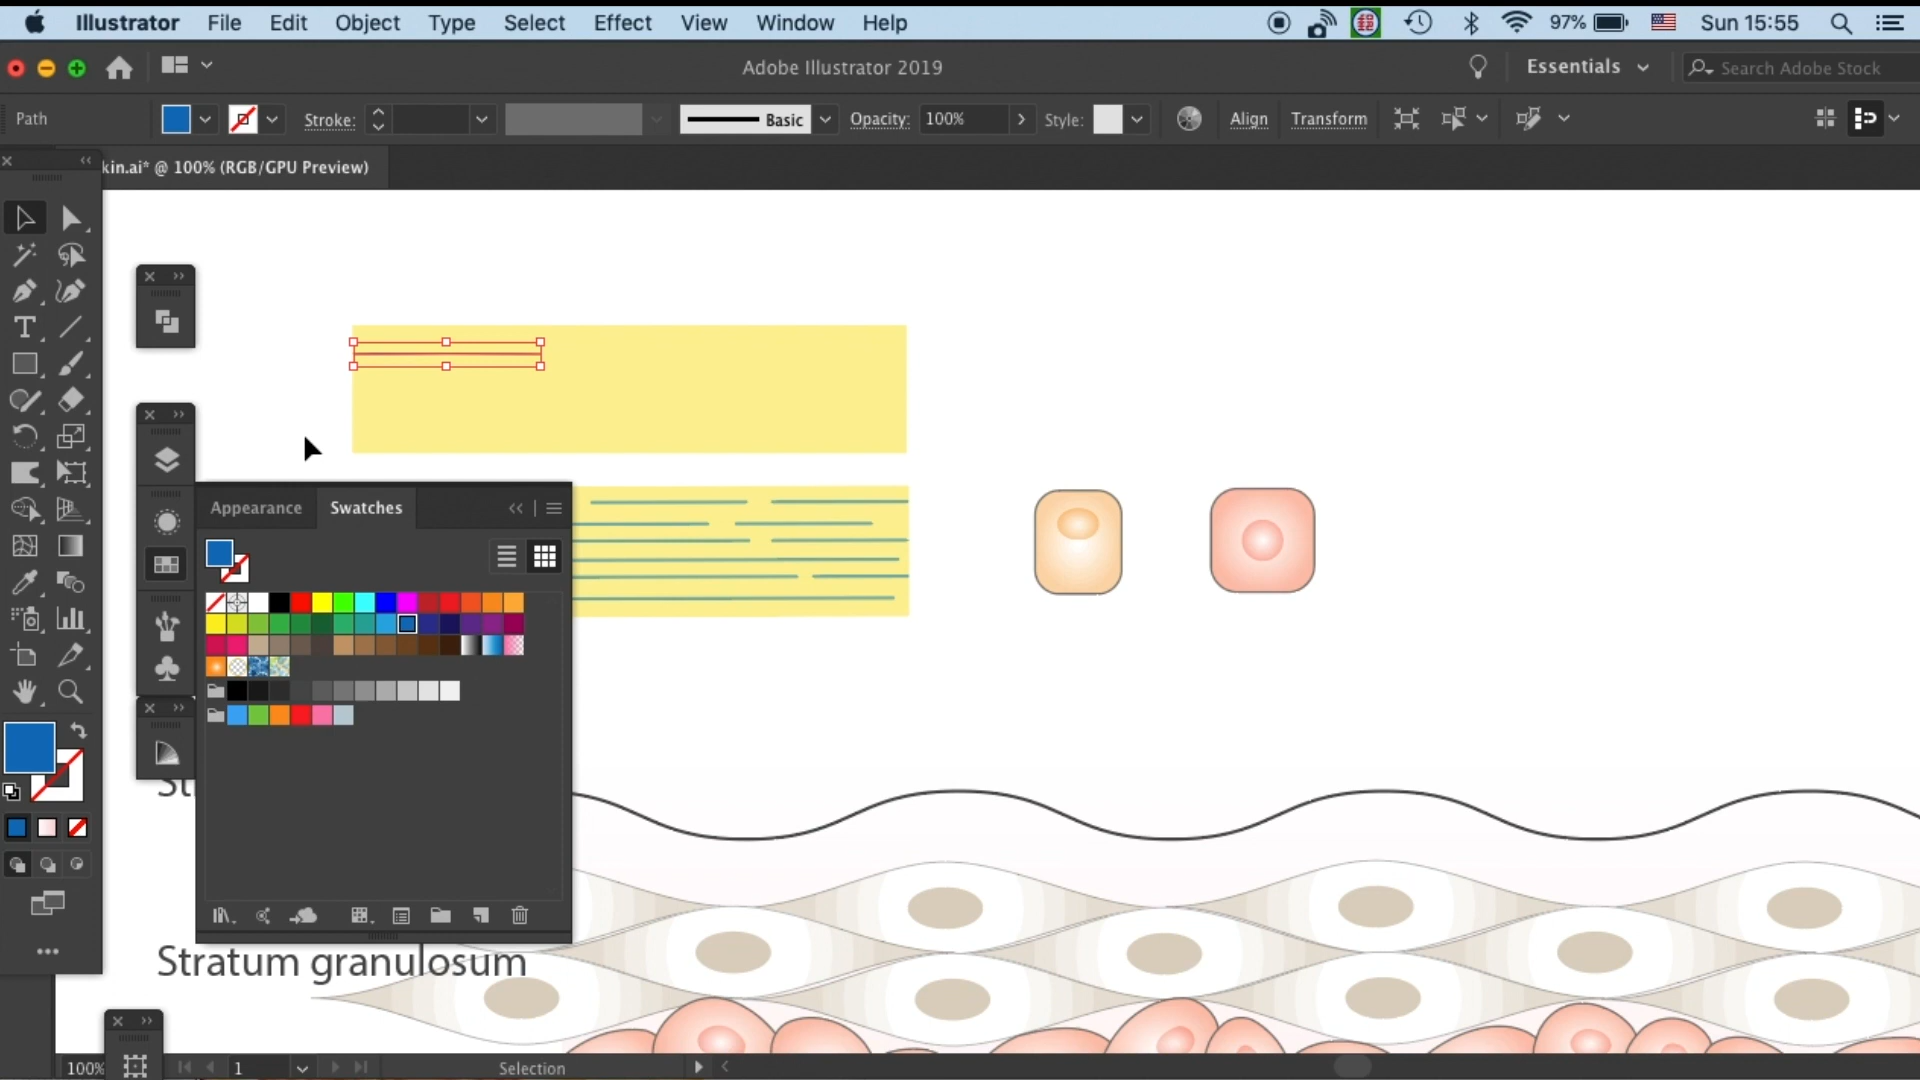 Illustrator File Edit Object Type Select Effect View Window Help 97% Sun 15:55
Adobe Illustrator 2019 Essentials Search Adobe Stock
Path Stroke: Basic Opacity: 100% Style: Align Transform
kin.ai* @ 100% (RGB/GPU Preview)
Appearance Swatches
Stratum granulosum
100% 1 Selection